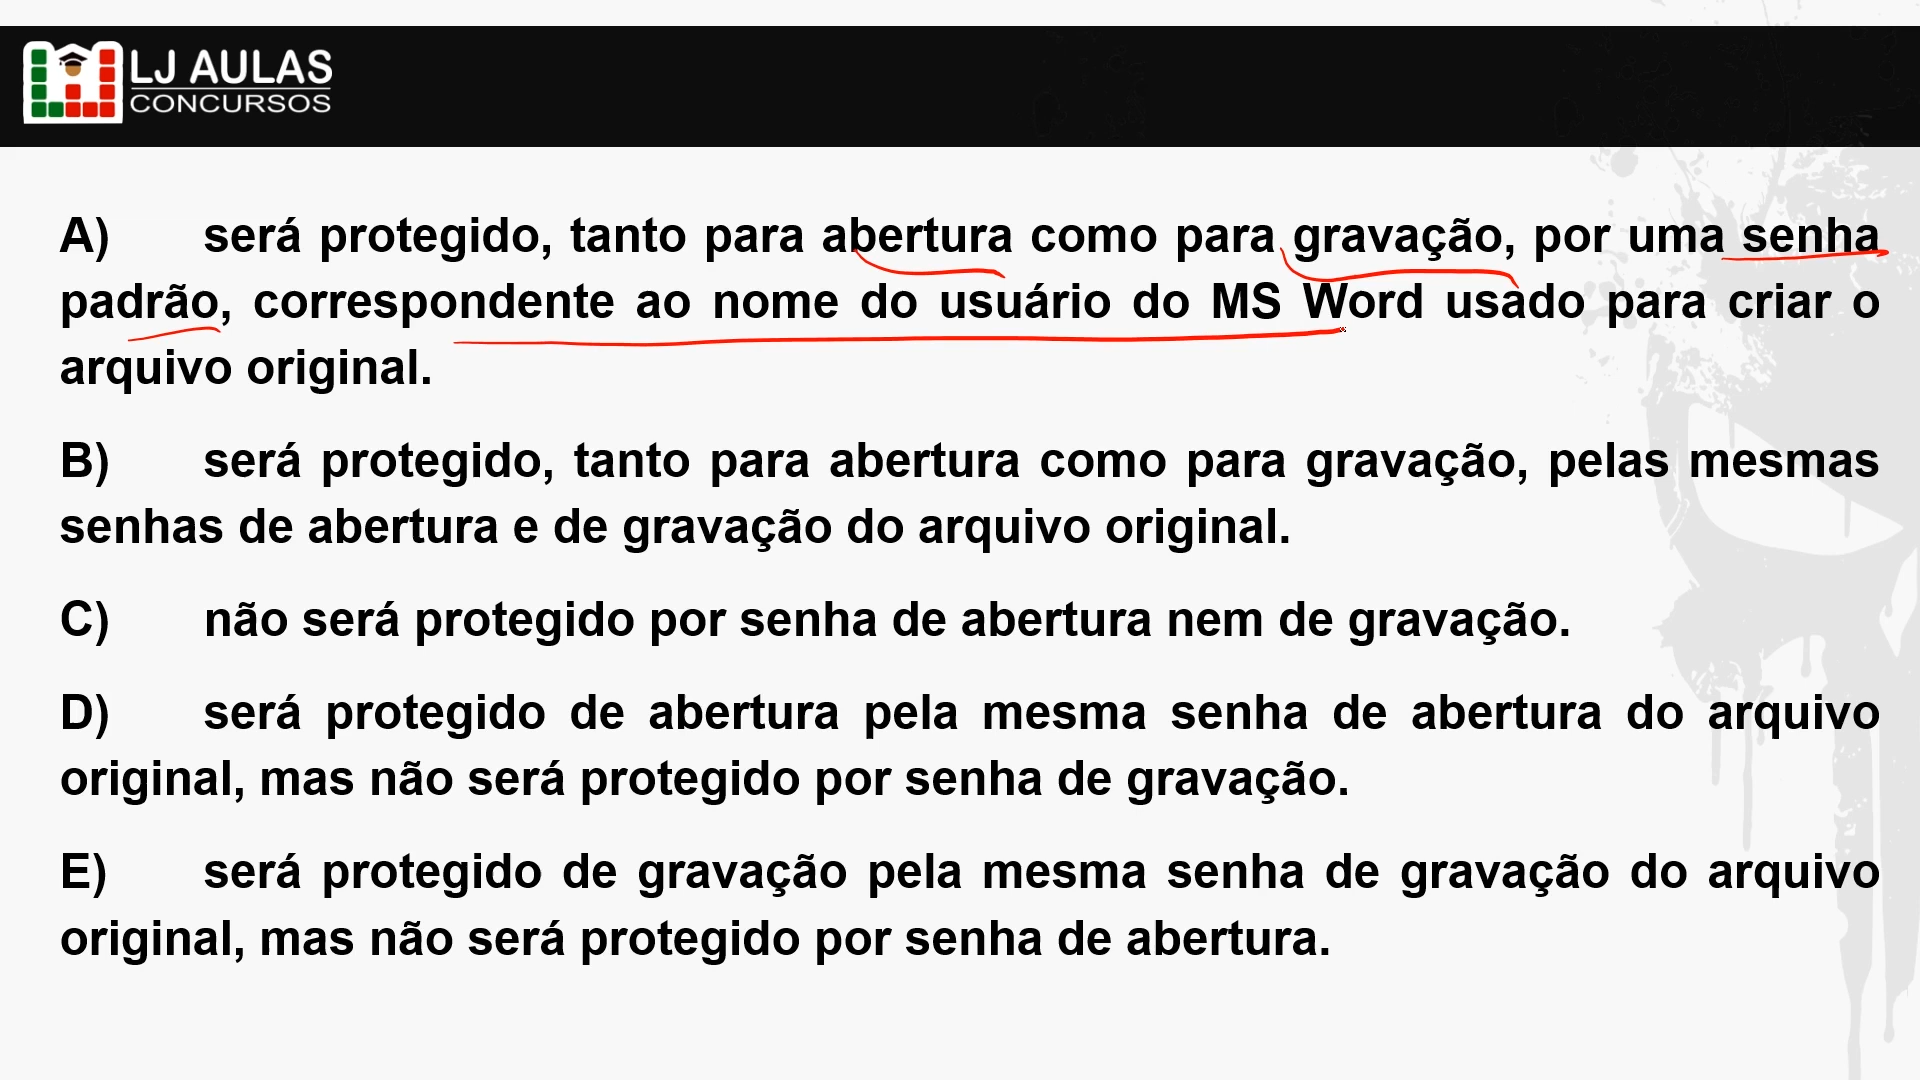 LJ AULAS
CONCURSOS
A) será protegido, tanto para abertura como para gravação, por uma senha
padrão, correspondente ao nome do usuário do MS Word usado para criar o
arquivo original.
B) será protegido, tanto para abertura como para gravação, pelas mesmas
senhas de abertura e de gravação do arquivo original.
C) não será protegido por senha de abertura nem de gravação.
D) será protegido de abertura pela mesma senha de abertura do arquivo
original, mas não será protegido por senha de gravação.
E) será protegido de gravação pela mesma senha de gravação do arquivo
original, mas não será protegido por senha de abertura.